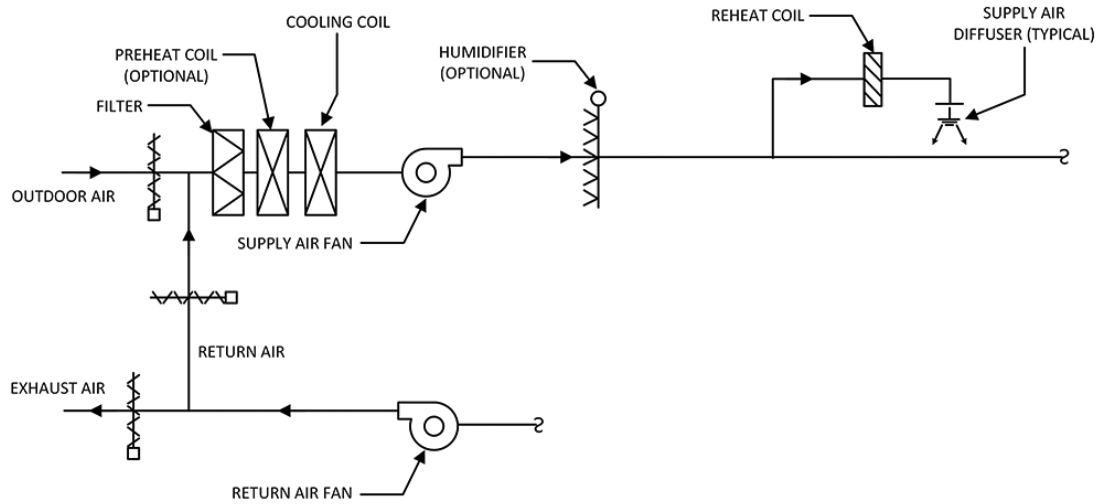 COOLING COIL
REHEAT COIL
SUPPLY AIR
DIFFUSER (TYPICAL)
PREHEAT COIL
(OPTIONAL)
HUMIDIFIER
(OPTIONAL)
FILTER
OUTDOOR AIR
SUPPLY AIR FAN
RETURN AIR
EXHAUST AIR
RETURN AIR FAN